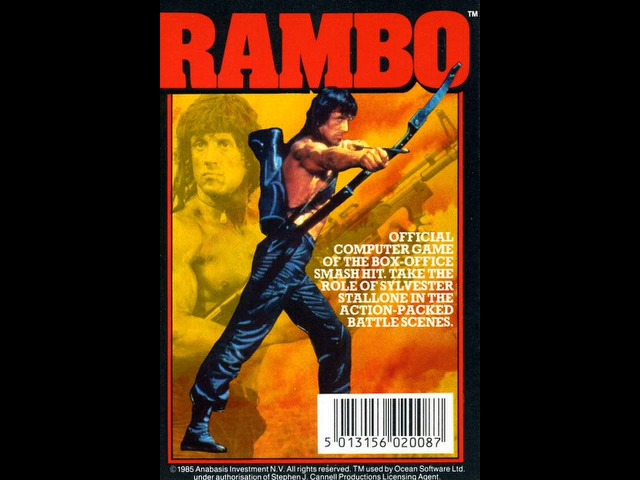 RAMBO™
OFFICIAL
COMPUTER GAME
OF THE BOX-OFFICE
SMASH HIT. TAKE THE
ROLE OF SYLVESTER
STALLONE IN THE
ACTION-PACKED
BATTLE SCENES.
5 013156 020087
©1985 Anabasis Investment N.V. All rights reserved. TM used by Ocean Software Ltd.
under authorisation of Stephen J. Cannell Productions Licensing Agent.